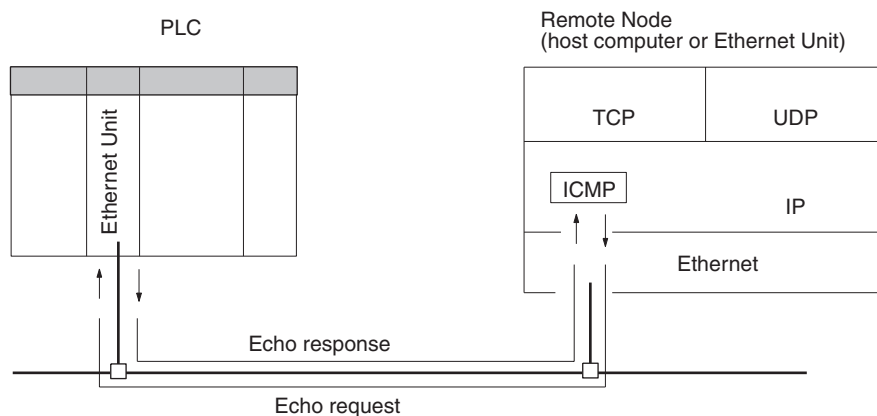 PLC
Remote Node
(host computer or Ethernet Unit)
Ethernet Unit
TCP
UDP
ICMP
IP
Ethernet
Echo response
Echo request